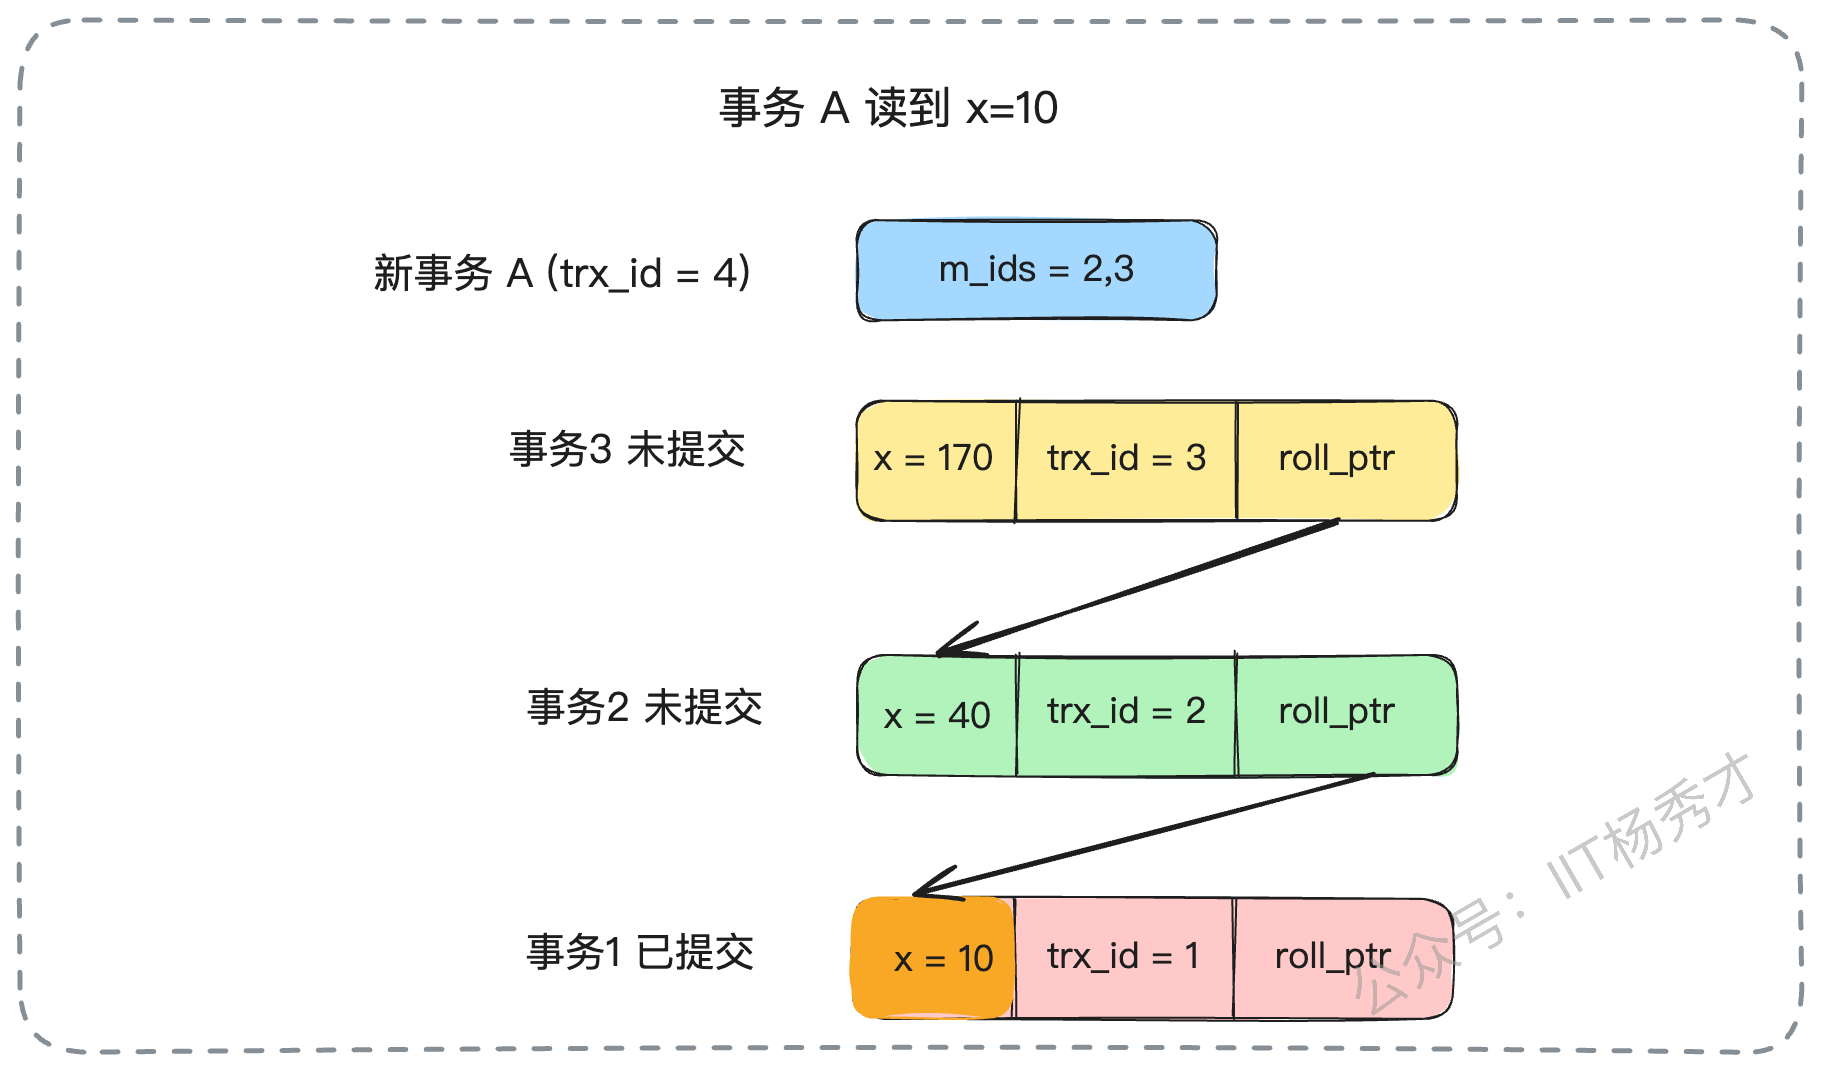 事务 A 读到 x=10
新事务 A (trx_id = 4)
m_ids = 2,3
事务3 未提交
x = 170
trx_id = 3
roll_ptr
事务2 未提交
x = 40
trx_id = 2
roll_ptr
事务1 已提交
x = 10
trx_id = 1
roll_ptr
公众号：IIT杨秀才